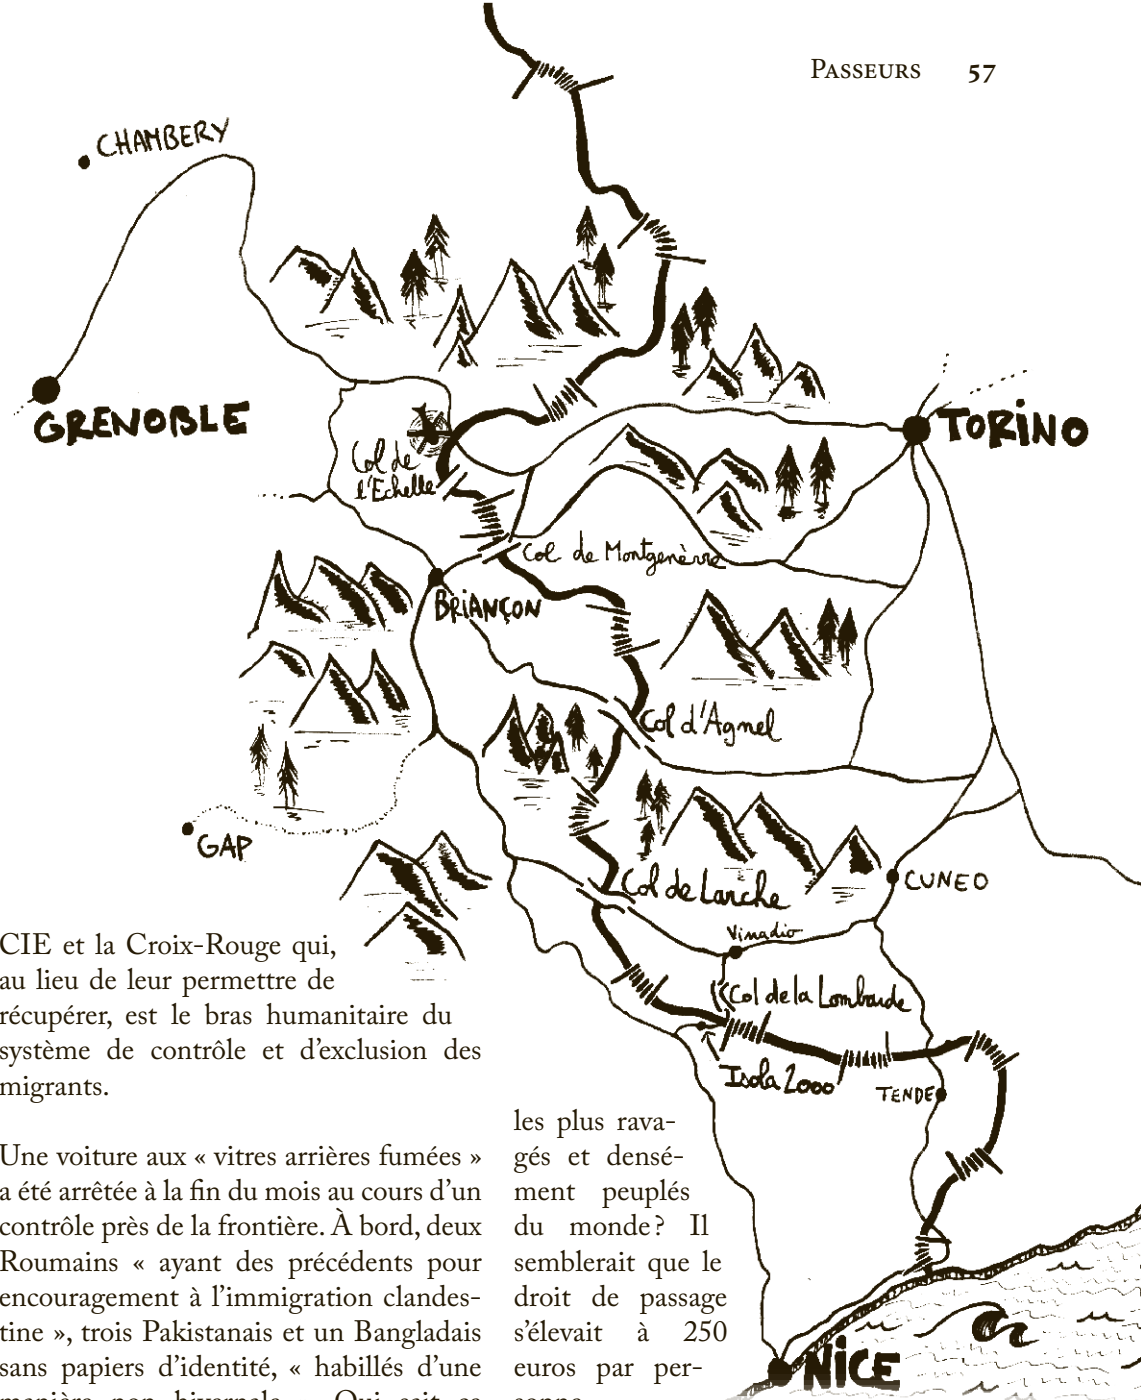 PASSEURS 57
CHAMBERY
GRENOBLE
TORINO
Col de
l'Echelle
Col de Montgenèvre
BRIANÇON
Col d'Agnel
GAP
Col de Larche
CUNEO
Vinadio
Col de la Lombarde
Isola 2000
TENDE
NICE
CIE et la Croix-Rouge qui,
au lieu de leur permettre de
récupérer, est le bras humanitaire du
système de contrôle et d’exclusion des
migrants.
Une voiture aux « vitres arrières fumées »
a été arrêtée à la fin du mois au cours d’un
contrôle près de la frontière. À bord, deux
Roumains « ayant des précédents pour
encouragement à l’immigration clandes-
tine », trois Pakistanais et un Bangladais
sans papiers d’identité, « habillés d’une
les plus rava-
gés et densé-
ment peuplés
du monde? Il
semblerait que le
droit de passage
s’élevait à 250
euros par per-